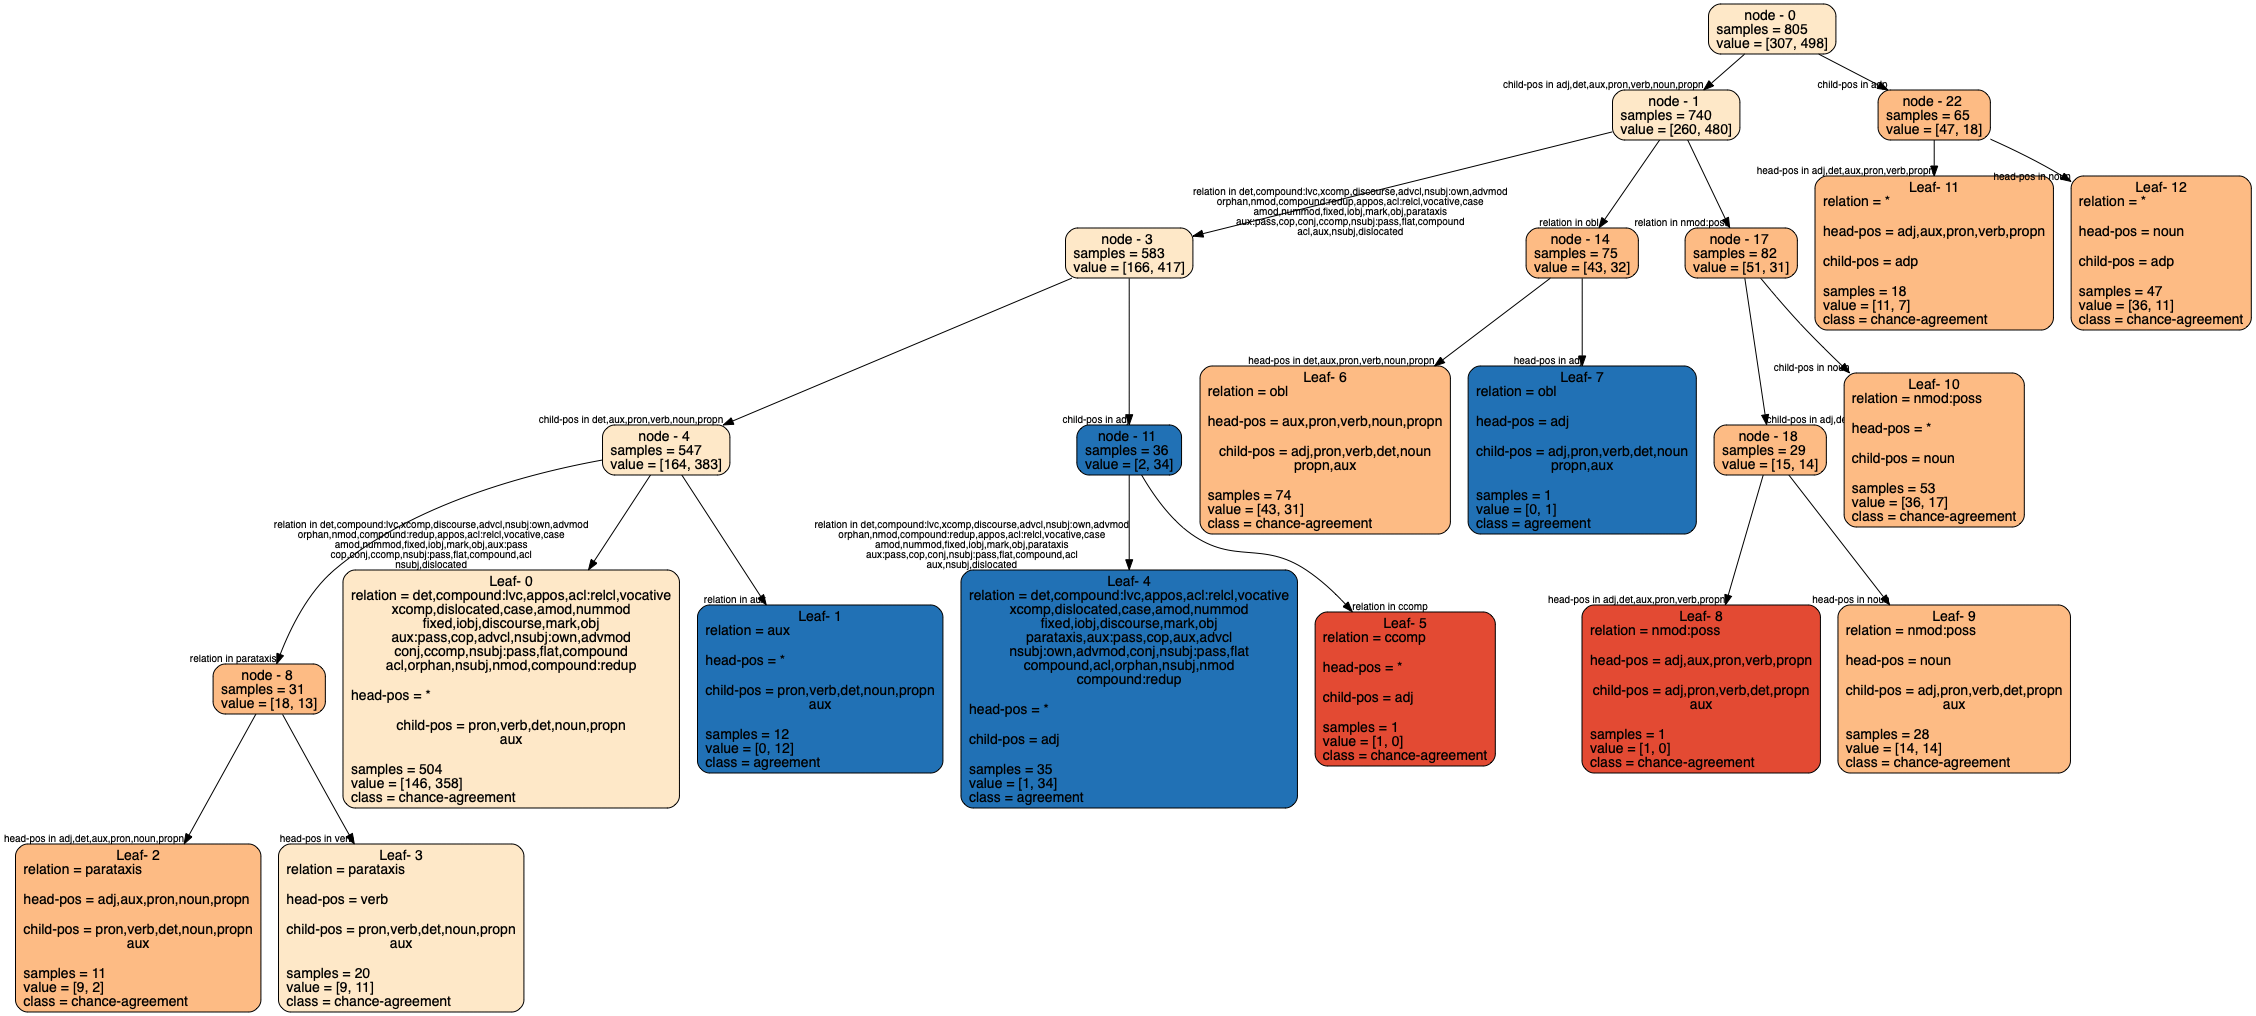 node - 0
samples = 805
value = [307, 498]
child-pos in adj,det,aux,pron,verb,noun,propn
child-pos in adp
node - 1
samples = 740
value = [260, 480]
node - 22
samples = 65
value = [47, 18]
relation in det,compound:lvc,xcomp,discourse,advcl,nsubj:own,advmod
orphan,nmod,compound:redup,appos,acl:relcl,vocative,case
amod,nummod,fixed,iobj,mark,obj,parataxis
aux:pass,cop,conj,ccomp,nsubj:pass,flat,compound
acl,aux,nsubj,dislocated
relation in obl
relation in nmod:poss
head-pos in adj,det,aux,pron,verb,propn
head-pos in noun
node - 3
samples = 583
value = [166, 417]
node - 14
samples = 75
value = [43, 32]
node - 17
samples = 82
value = [51, 31]
Leaf- 11
relation = *
head-pos = adj,aux,pron,verb,propn
child-pos = adp
samples = 18
value = [11, 7]
class = chance-agreement
Leaf- 12
relation = *
head-pos = noun
child-pos = adp
samples = 47
value = [36, 11]
class = chance-agreement
child-pos in det,aux,pron,verb,noun,propn
child-pos in adj
head-pos in det,aux,pron,verb,noun,propn
head-pos in adj
child-pos in adj,de
child-pos in noun
node - 4
samples = 547
value = [164, 383]
node - 11
samples = 36
value = [2, 34]
Leaf- 6
relation = obl
head-pos = aux,pron,verb,noun,propn
child-pos = adj,pron,verb,det,noun
propn,aux
samples = 74
value = [43, 31]
class = chance-agreement
Leaf- 7
relation = obl
head-pos = adj
child-pos = adj,pron,verb,det,noun
propn,aux
samples = 1
value = [0, 1]
class = agreement
node - 18
samples = 29
value = [15, 14]
Leaf- 10
relation = nmod:poss
head-pos = *
child-pos = noun
samples = 53
value = [36, 17]
class = chance-agreement
relation in parataxis
relation in det,compound:lvc,xcomp,discourse,advcl,nsubj:own,advmod
orphan,nmod,compound:redup,appos,acl:relcl,vocative,case
amod,nummod,fixed,iobj,mark,obj,aux:pass
cop,conj,ccomp,nsubj:pass,flat,compound,acl
nsubj,dislocated
relation in aux
relation in det,compound:lvc,xcomp,discourse,advcl,nsubj:own,advmod
orphan,nmod,compound:redup,appos,acl:relcl,vocative,case
amod,nummod,fixed,iobj,mark,obj,parataxis
aux:pass,cop,conj,nsubj:pass,flat,compound,acl
aux,nsubj,dislocated
relation in ccomp
head-pos in adj,det,aux,pron,verb,propn
head-pos in noun
node - 8
samples = 31
value = [18, 13]
Leaf- 0
relation = det,compound:lvc,appos,acl:relcl,vocative
xcomp,dislocated,case,amod,nummod
fixed,iobj,discourse,mark,obj
aux:pass,cop,advcl,nsubj:own,advmod
conj,ccomp,nsubj:pass,flat,compound
acl,orphan,nsubj,nmod,compound:redup
head-pos = *
child-pos = pron,verb,det,noun,propn
aux
samples = 504
value = [146, 358]
class = chance-agreement
Leaf- 1
relation = aux
head-pos = *
child-pos = pron,verb,det,noun,propn
aux
samples = 12
value = [0, 12]
class = agreement
Leaf- 4
relation = det,compound:lvc,appos,acl:relcl,vocative
xcomp,dislocated,case,amod,nummod
fixed,iobj,discourse,mark,obj
parataxis,aux:pass,cop,aux,advcl
nsubj:own,advmod,conj,nsubj:pass,flat
compound,acl,orphan,nsubj,nmod
compound:redup
head-pos = *
child-pos = adj
samples = 35
value = [1, 34]
class = agreement
Leaf- 5
relation = ccomp
head-pos = *
child-pos = adj
samples = 1
value = [1, 0]
class = chance-agreement
Leaf- 8
relation = nmod:poss
head-pos = adj,aux,pron,verb,propn
child-pos = adj,pron,verb,det,propn
aux
samples = 1
value = [1, 0]
class = chance-agreement
Leaf- 9
relation = nmod:poss
head-pos = noun
child-pos = adj,pron,verb,det,propn
aux
samples = 28
value = [14, 14]
class = chance-agreement
head-pos in adj,det,aux,pron,noun,propn
head-pos in verb
Leaf- 2
relation = parataxis
head-pos = adj,aux,pron,noun,propn
child-pos = pron,verb,det,noun,propn
aux
samples = 11
value = [9, 2]
class = chance-agreement
Leaf- 3
relation = parataxis
head-pos = verb
child-pos = pron,verb,det,noun,propn
aux
samples = 20
value = [9, 11]
class = chance-agreement